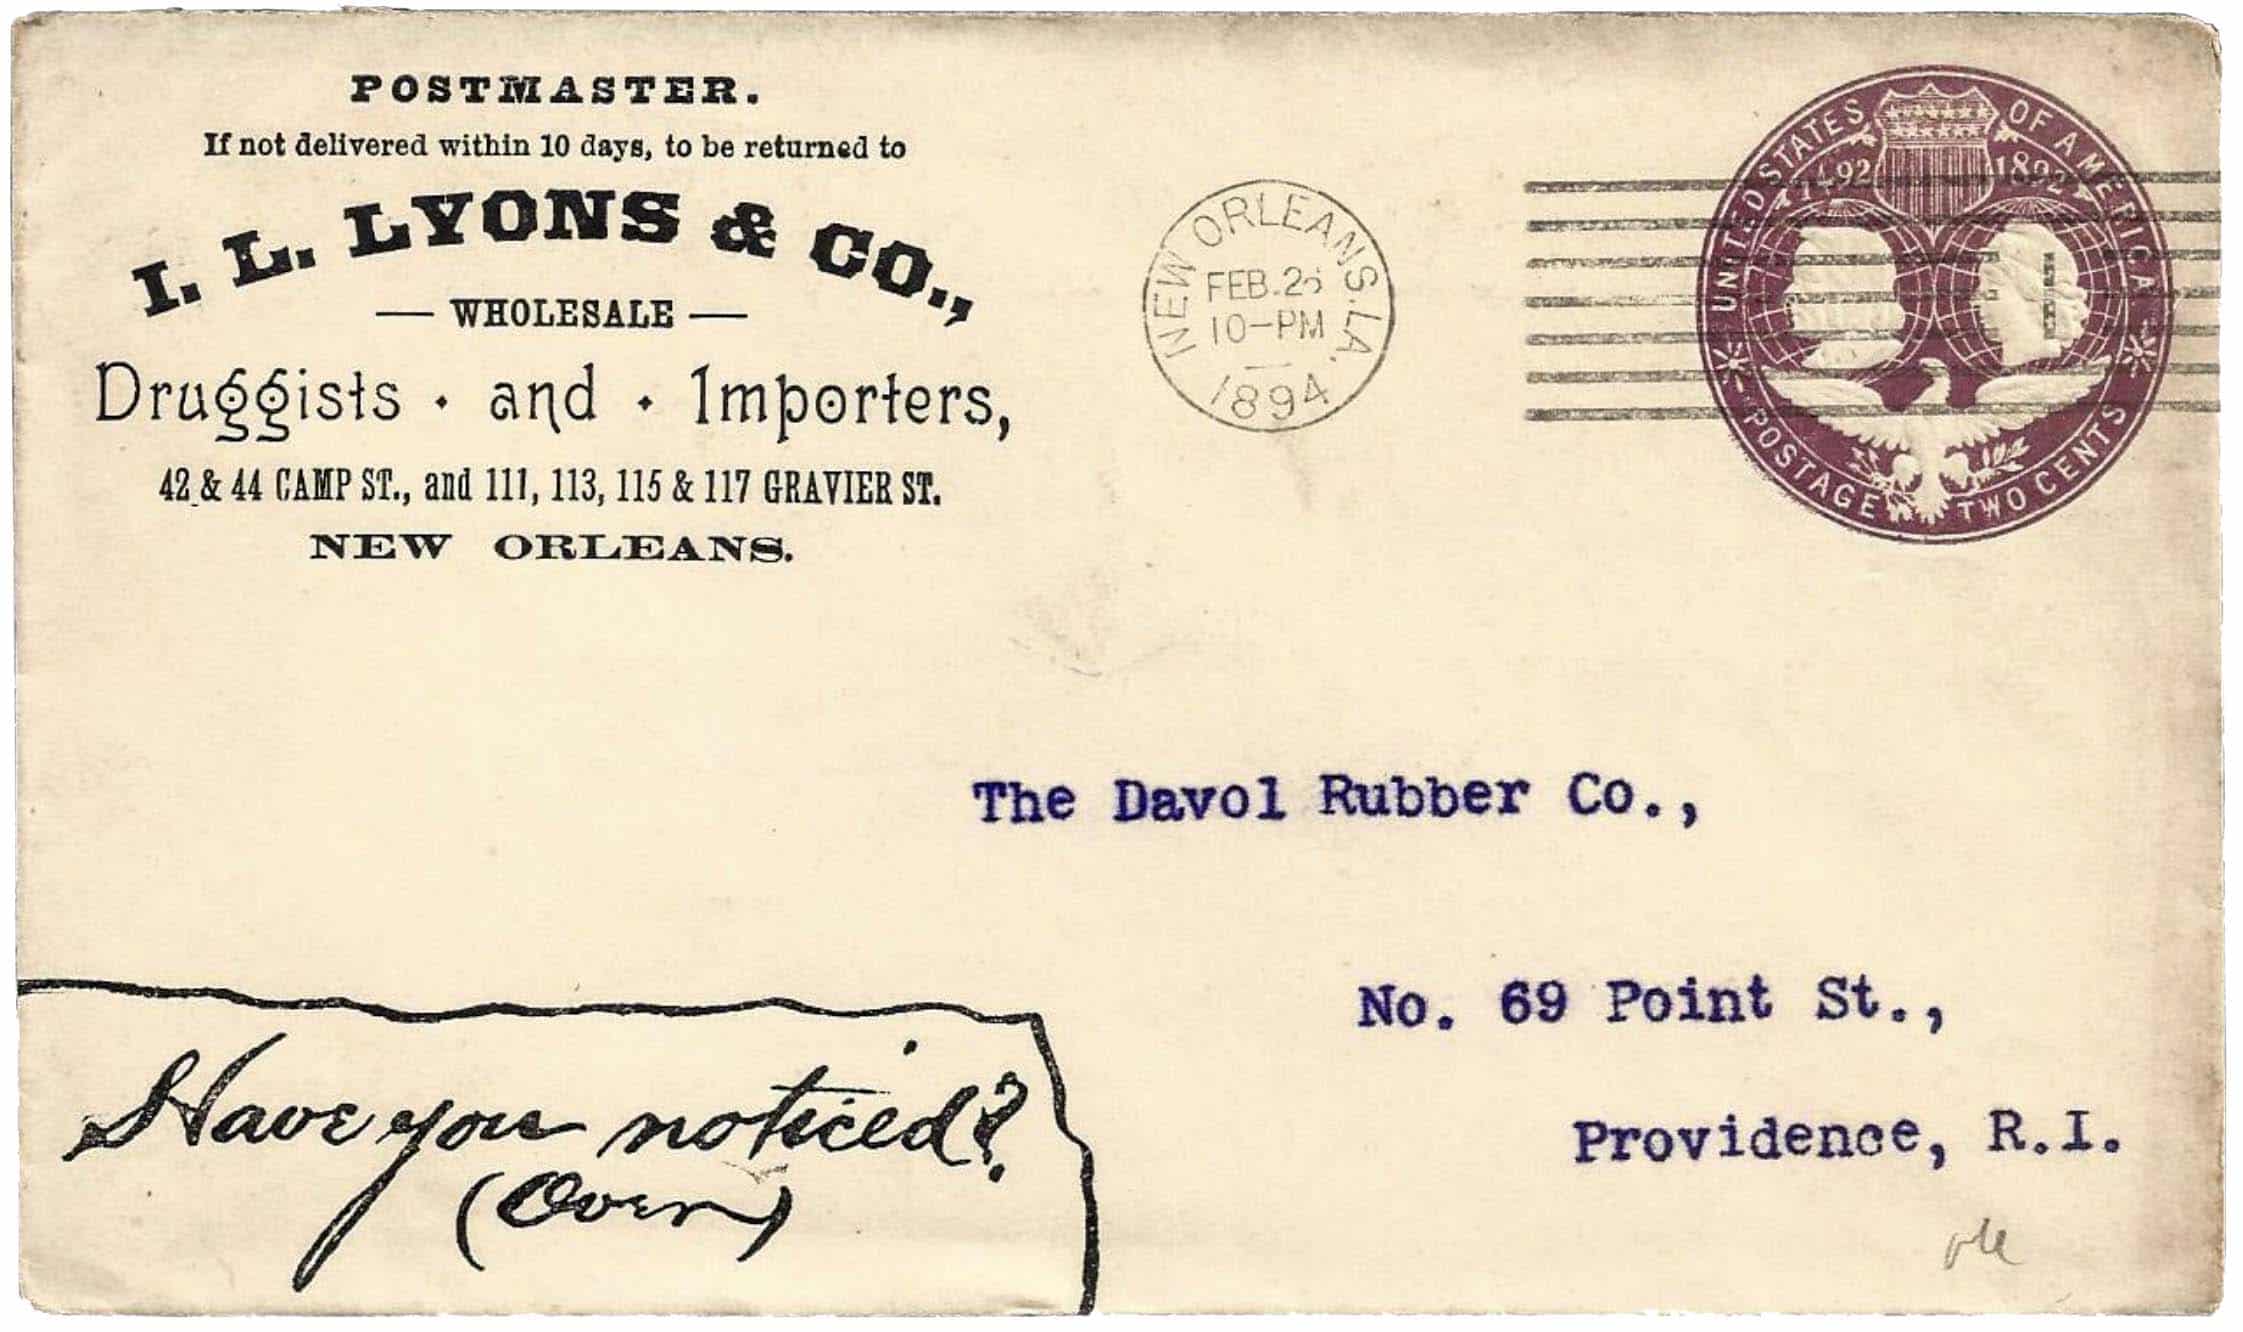 POSTMASTER.
If not delivered within 10 days, to be returned to
I. L. LYONS & CO.,
— WHOLESALE —
Druggists · and · Importers,
42 & 44 CAMP ST., and 111, 113, 115 & 117 GRAVIER ST.
NEW ORLEANS.
NEW ORLEANS. LA.
FEB.
10-PM
1894
UNITED STATES OF AMERICA
1492 1892
POSTAGE TWO CENTS
The Davol Rubber Co.,
No. 69 Point St.,
Providence, R.I.
Have you noticed?
(Over)